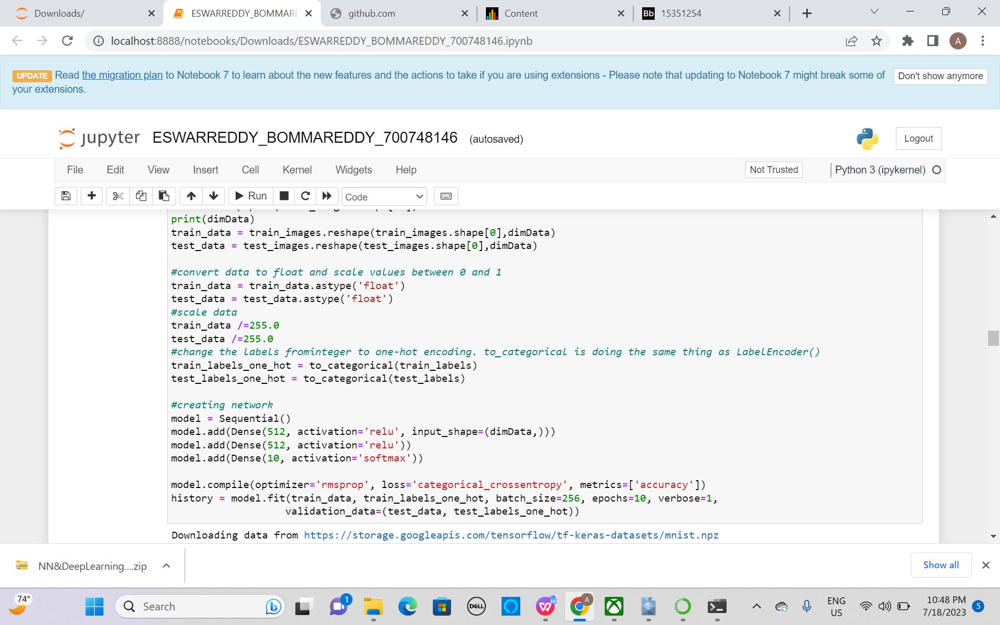 Downloads/
ESWARREDDY_BOMMARE
github.com
Content
Bb 15351254
localhost:8888/notebooks/Downloads/ESWARREDDY_BOMMAREDDY_700748146.ipynb
A
UPDATE Read the migration plan to Notebook 7 to learn about the new features and the actions to take if you are using extensions - Please note that updating to Notebook 7 might break some of
your extensions.
Don't show anymore
jupyter ESWARREDDY_BOMMAREDDY_700748146 (autosaved)
Logout
File Edit View Insert Cell Kernel Widgets Help
Not Trusted
Python 3 (ipykernel)
Run
Code
print(dimData)
train_data = train_images.reshape(train_images.shape[0],dimData)
test_data = test_images.reshape(test_images.shape[0],dimData)
#convert data to float and scale values between 0 and 1
train_data = train_data.astype('float')
test_data = test_data.astype('float')
#scale data
train_data /=255.0
test_data /=255.0
#change the labels frominteger to one-hot encoding. to_categorical is doing the same thing as LabelEncoder()
train_labels_one_hot = to_categorical(train_labels)
test_labels_one_hot = to_categorical(test_labels)
#creating network
model = Sequential()
model.add(Dense(512, activation='relu', input_shape=(dimData,)))
model.add(Dense(512, activation='relu'))
model.add(Dense(10, activation='softmax'))
model.compile(optimizer='rmsprop', loss='categorical_crossentropy', metrics=['accuracy'])
history = model.fit(train_data, train_labels_one_hot, batch_size=256, epochs=10, verbose=1,
validation_data=(test_data, test_labels_one_hot))
Downloading data from https://storage.googleapis.com/tensorflow/tf-keras-datasets/mnist.npz
NN&DeepLearning....zip
Show all
74°
Search
1
DELL
A
ENG
US
10:48 PM
7/18/2023
5